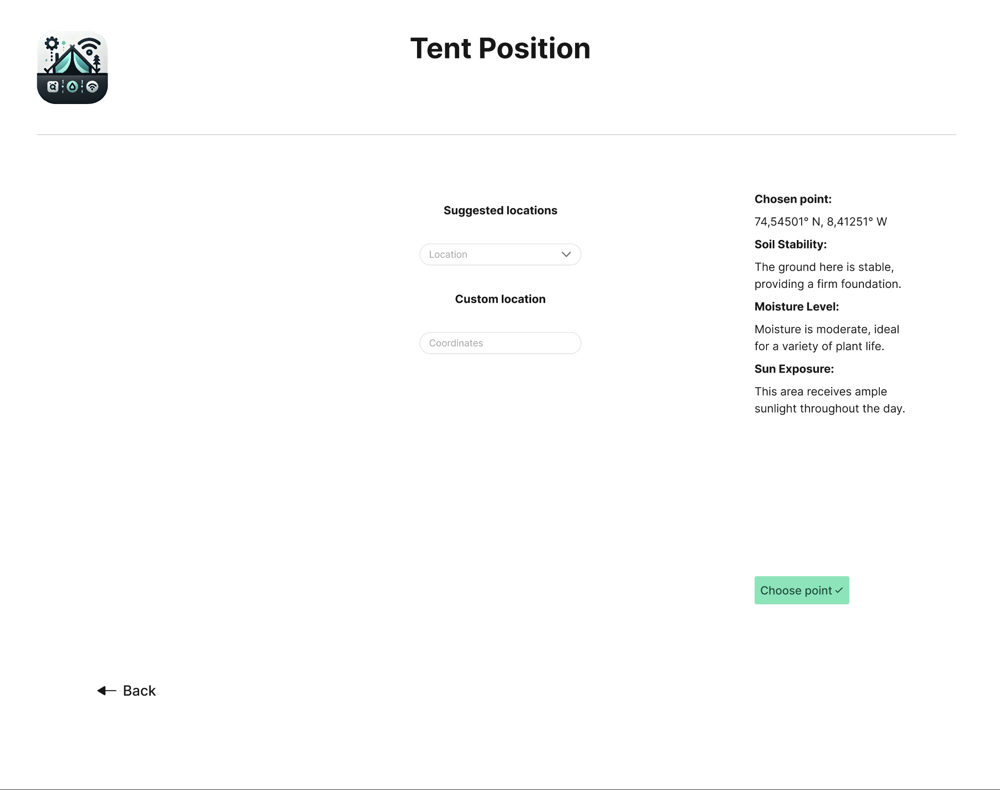 Tent Position
Suggested locations
Location
Custom location
Coordinates
Chosen point:
74,54501° N, 8,41251° W
Soil Stability:
The ground here is stable,
providing a firm foundation.
Moisture Level:
Moisture is moderate, ideal
for a variety of plant life.
Sun Exposure:
This area receives ample
sunlight throughout the day.
Choose point
Back